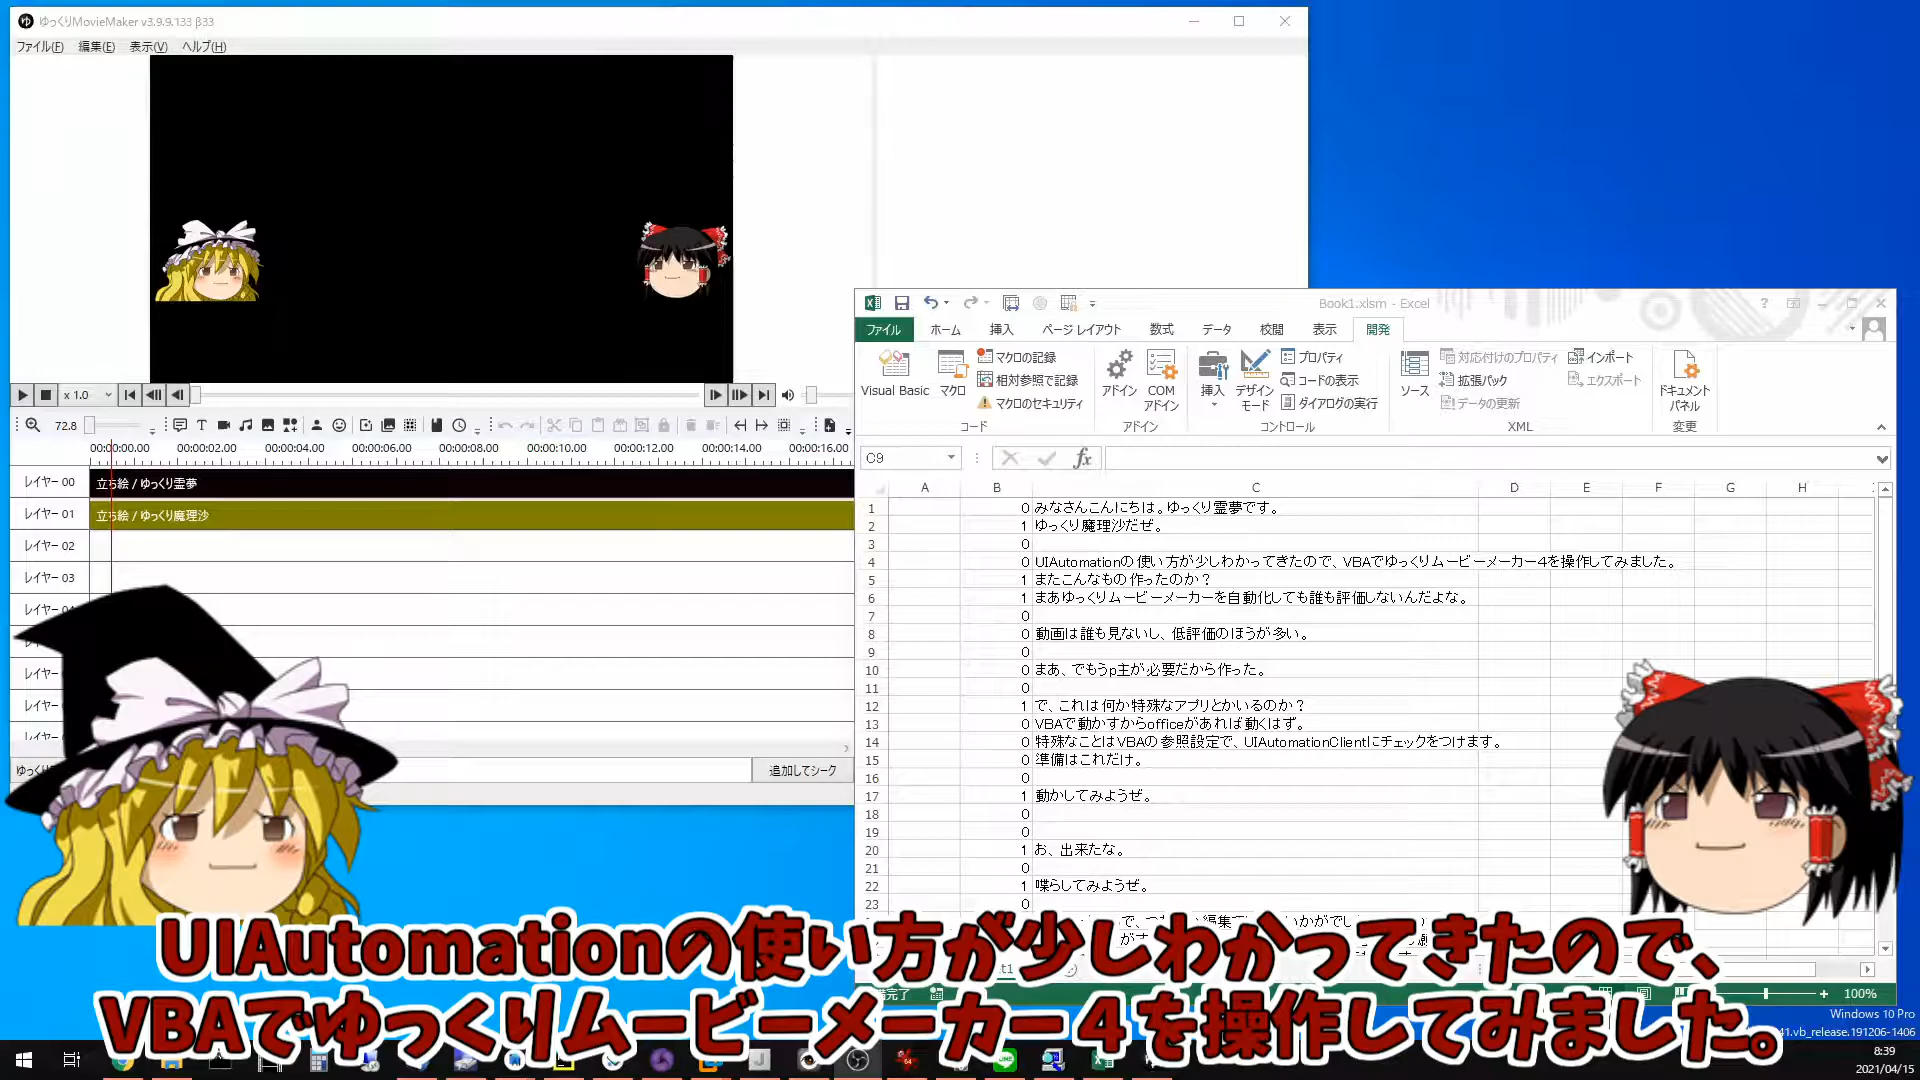 ゆっくりMovieMaker v3.9.9.133 β33
ファイル(F) 編集(E) 表示(V) ヘルプ(H)
x 1.0
72.8
00:00:00.00 00:00:02.00 00:00:04.00 00:00:06.00 00:00:08.00 00:00:10.00 00:00:12.00 00:00:14.00 00:00:16.00
レイヤー 00 立ち絵 / ゆっくり霊夢
レイヤー 01 立ち絵 / ゆっくり魔理沙
レイヤー 02
レイヤー 03
追加してシーク
Book1.xlsm - Excel
ファイル ホーム 挿入 ページ レイアウト 数式 データ 校閲 表示 開発
Visual Basic マクロ マクロの記録 相対参照で記録 マクロのセキュリティ
アドイン COM アドイン
挿入 デザイン モード プロパティ コードの表示 ダイアログの実行
ソース 対応付けのプロパティ 拡張パック データの更新 インポート エクスポート
ドキュメント パネル
コード アドイン コントロール XML 変更
C9 fx
A B C D E F G H
1 0 みなさんこんにちは。ゆっくり霊夢です。
2 1 ゆっくり魔理沙だぜ。
3 0
4 0 UIAutomationの使い方が少しわかってきたので、VBAでゆっくりムービーメーカー4を操作してみました。
5 1 またこんなもの作ったのか？
6 1 まあゆっくりムービーメーカーを自動化しても誰も評価しないんだよな。
7 0
8 0 動画は誰も見ないし、低評価のほうが多い。
9 0
10 0 まあ、でもうp主が必要だから作った。
11 0
12 1 で、これは何か特殊なアプリとかいるのか？
13 0 VBAで動かすからofficeがあれば動くはず。
14 0 特殊なことはVBAの参照設定で、UIAutomationClientにチェックをつけます。
15 0 準備はこれだけ。
16 0
17 1 動かしてみようぜ。
18 0
19 0
20 1 お、出来たな。
21 0
22 1 喋らしてみようぜ。
23 0
100%
UIAutomationの使い方が少しわかってきたので、
VBAでゆっくりムービーメーカー４を操作してみました。
Windows 10 Pro
41.vb_release.191206-1406
8:39
2021/04/15